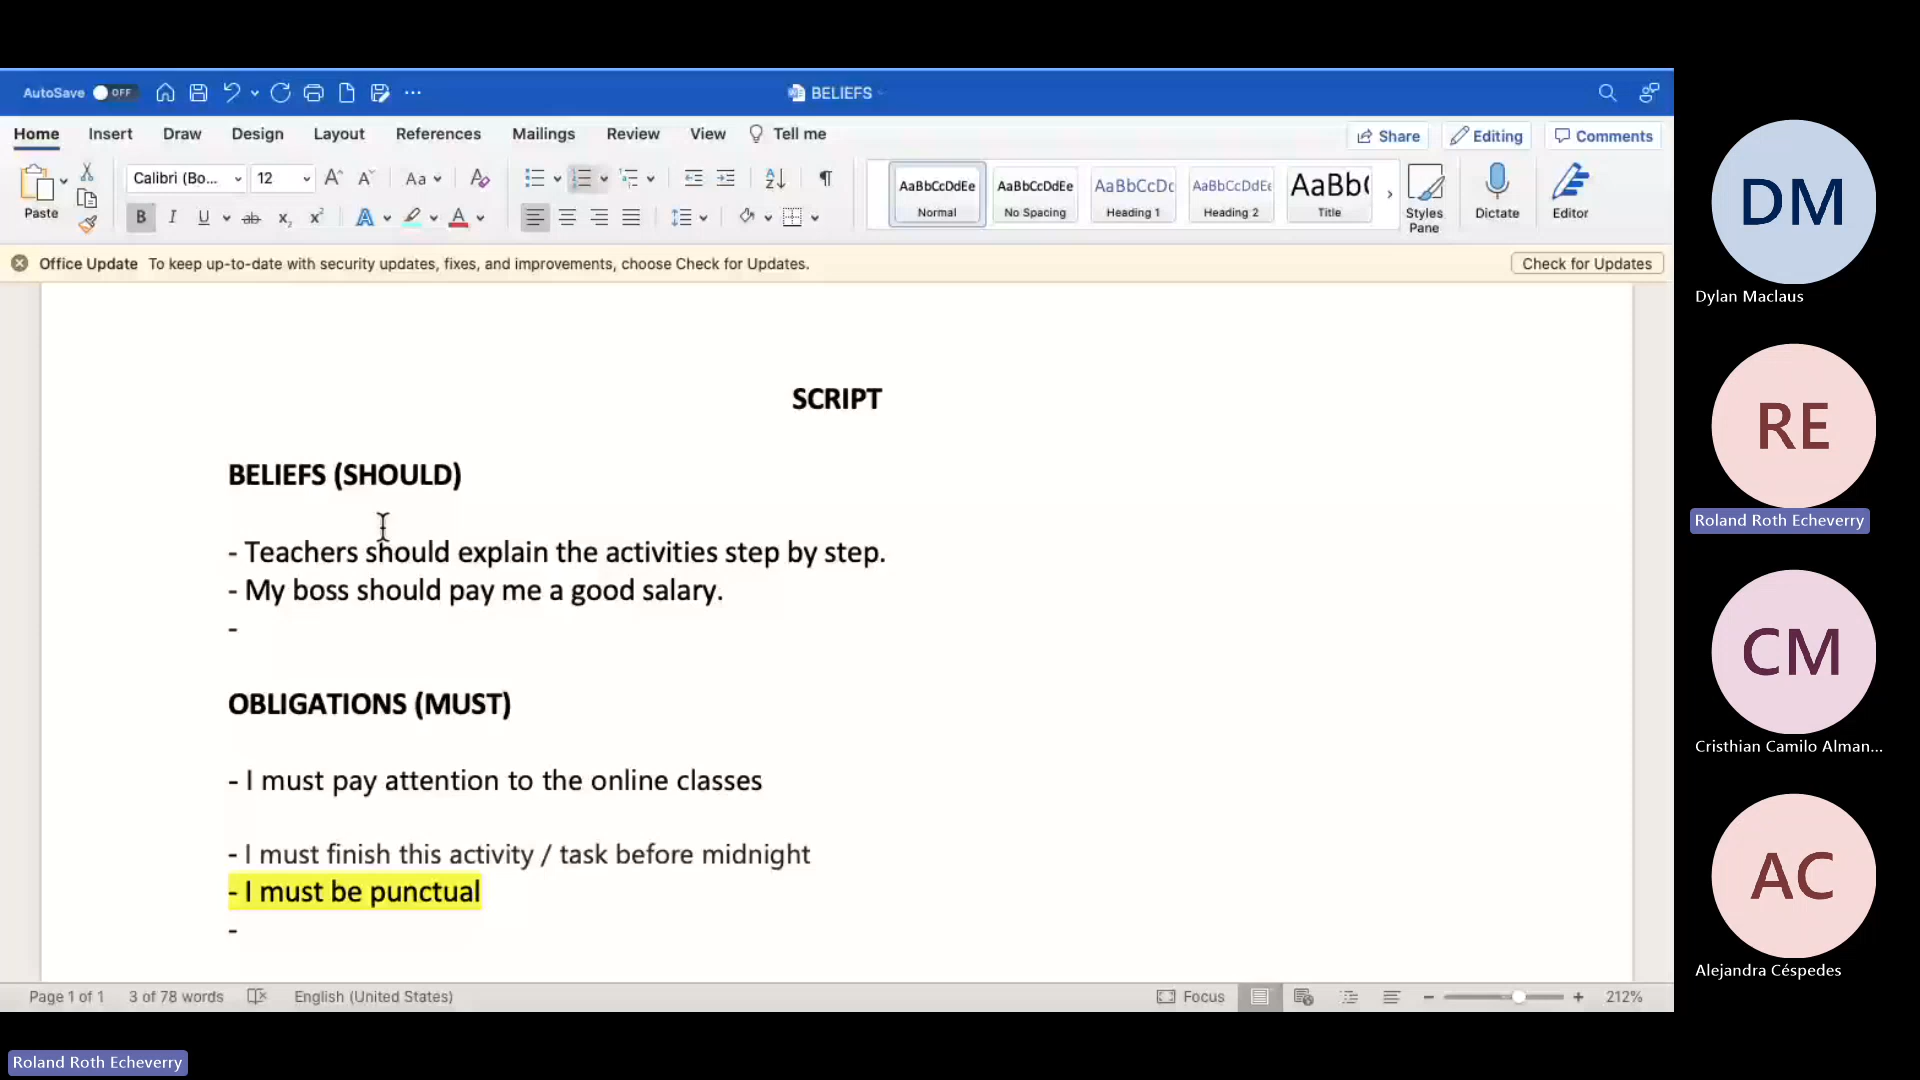 AutoSave OFF BELIEFS
Home Insert Draw Design Layout References Mailings Review View Tell me Share Editing Comments
Paste Calibri (Bo... 12 Aa AaBbCcDdEe AaBbCcDdEe AaBbCcDc AaBbCcDdEe AaBb(
Normal No Spacing Heading 1 Heading 2 Title Styles Pane Dictate Editor
Office Update To keep up-to-date with security updates, fixes, and improvements, choose Check for Updates. Check for Updates
SCRIPT
BELIEFS (SHOULD)
- Teachers should explain the activities step by step.
- My boss should pay me a good salary.
-
OBLIGATIONS (MUST)
- I must pay attention to the online classes
- I must finish this activity / task before midnight
- I must be punctual
-
Page 1 of 1 3 of 78 words English (United States) Focus 212%
DM
Dylan Maclaus
RE
Roland Roth Echeverry
CM
Cristhian Camilo Alman...
AC
Alejandra Céspedes
Roland Roth Echeverry